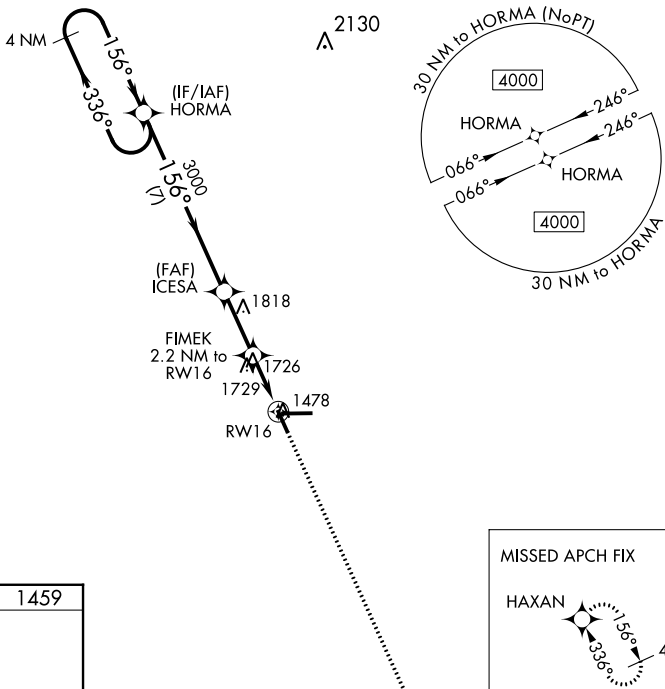 4 NM
156°
336°
(IF/IAF)
HORMA
2130
3000
156°
(7)
(FAF)
ICESA
1818
FIMEK
2.2 NM to
RW16
1726
1729
1478
RW16
30 NM to HORMA (NoPT)
4000
246°
HORMA
246°
066°
HORMA
066°
4000
30 NM to HORMA
1459
MISSED APCH FIX
HAXAN
156°
336°
4